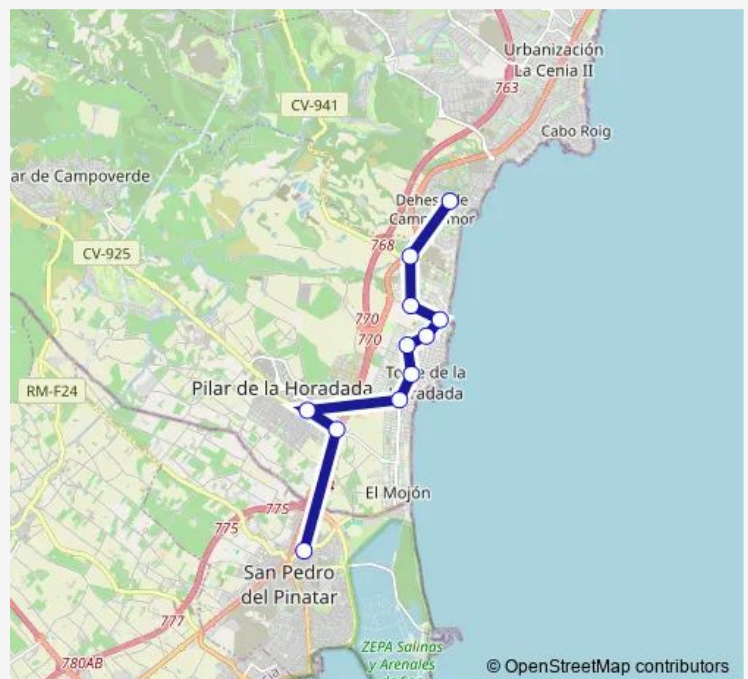 Urbanización
La Cenia II
763
CV-941
Cabo Roig
ar de Campoverde
CV-925
768
770
770
RM-F24
Pilar de la Horadada
El Mojón
775
775
San Pedro
del Pinatar
777
780AB
ZEPA Salinas
y Arenales
© OpenStreetMap contributors